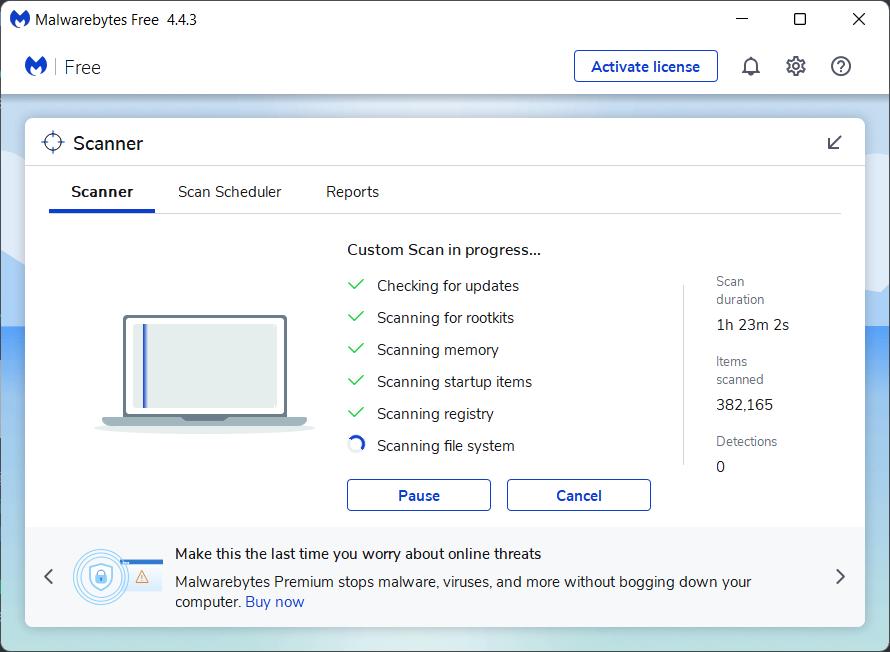 Malwarebytes Free 4.4.3
Free
Activate license
Scanner
Scanner
Scan Scheduler
Reports
Custom Scan in progress...
Checking for updates
Scanning for rootkits
Scanning memory
Scanning startup items
Scanning registry
Scanning file system
Pause
Cancel
Scan
duration
1h 23m 2s
Items
scanned
382,165
Detections
0
Make this the last time you worry about online threats
Malwarebytes Premium stops malware, viruses, and more without bogging down your
computer. Buy now